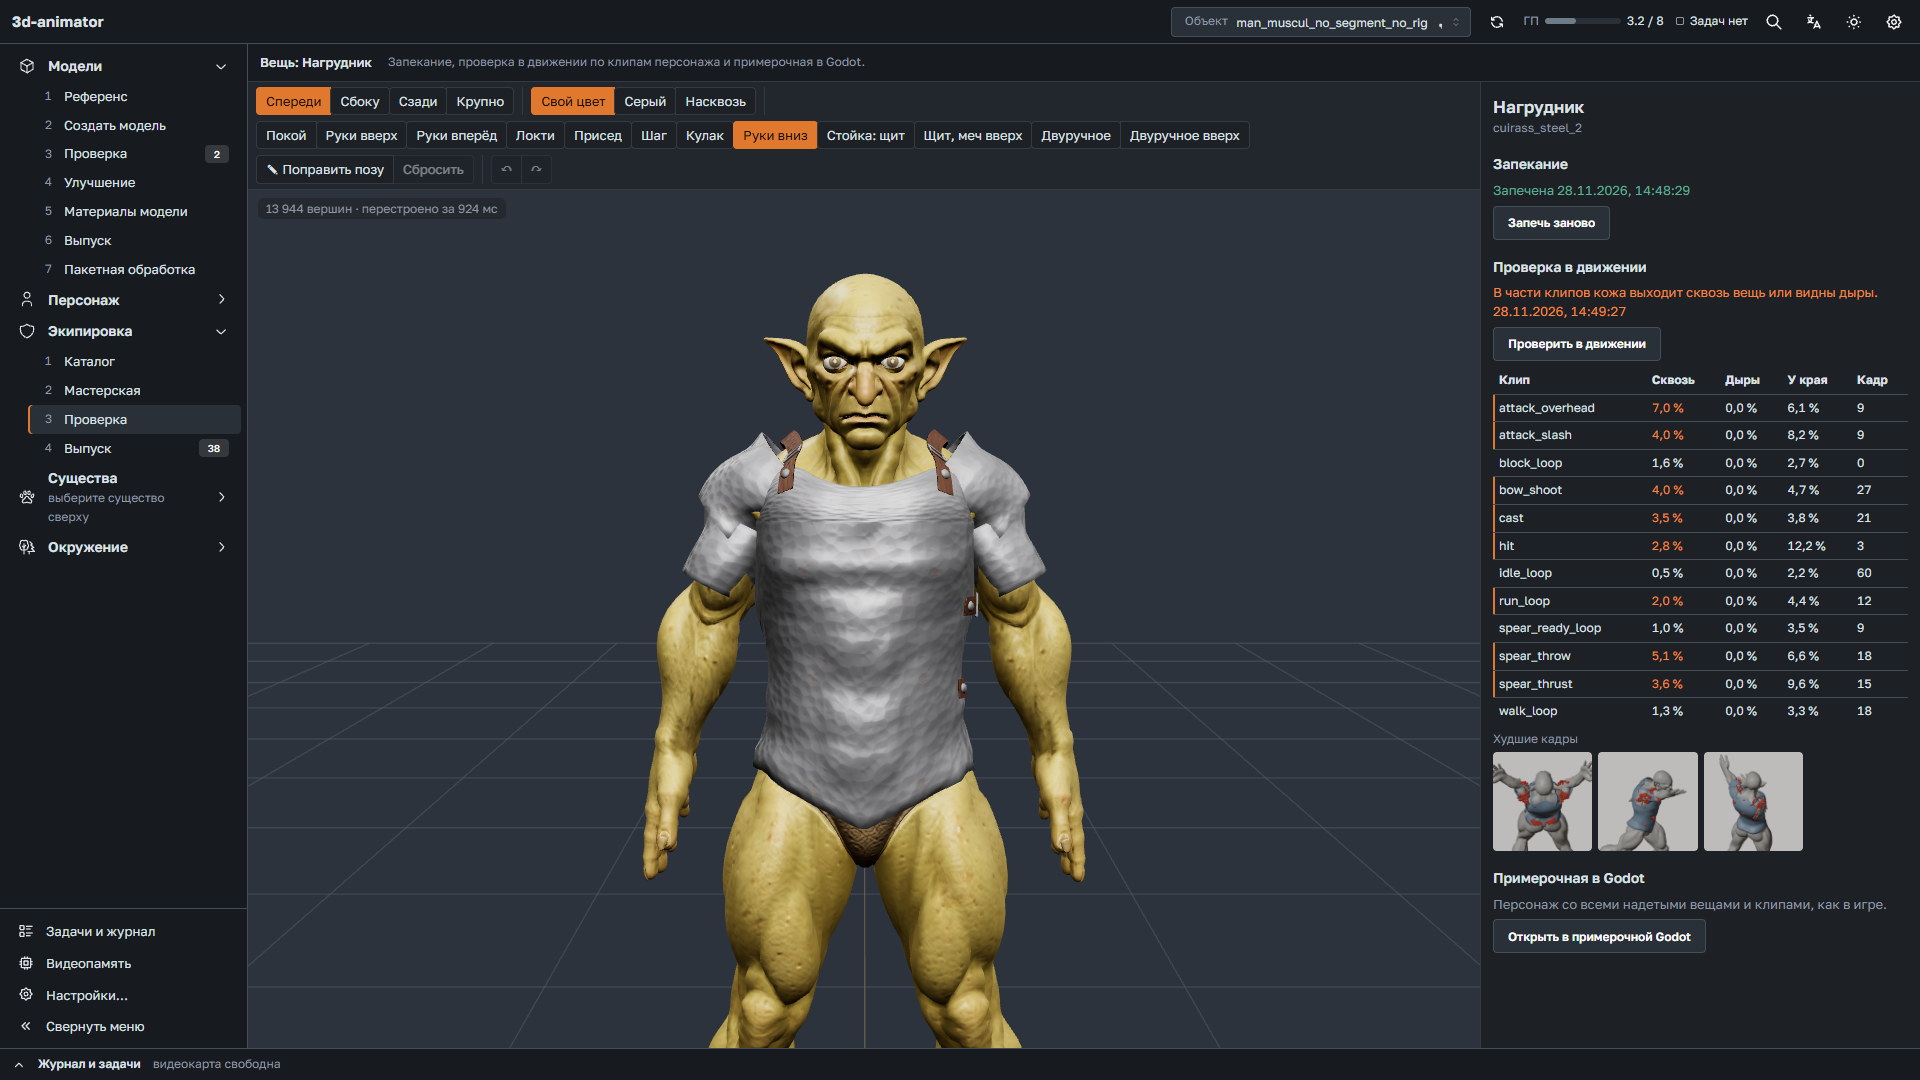 3d-animator
Объект man_muscul_no_segment_no_rig
ГП 3.2 / 8 Задач нет
Модели
1 Референс
2 Создать модель
3 Проверка 2
4 Улучшение
5 Материалы модели
6 Выпуск
7 Пакетная обработка
Персонаж
Экипировка
1 Каталог
2 Мастерская
3 Проверка
4 Выпуск 38
Существа
выберите существо
сверху
Окружение
Задачи и журнал
Видеопамять
Настройки...
Свернуть меню
Вещь: Нагрудник Запекание, проверка в движении по клипам персонажа и примерочная в Godot.
Спереди Сбоку Сзади Крупно Свой цвет Серый Насквозь
Покой Руки вверх Руки вперёд Локти Присед Шаг Кулак Руки вниз Стойка: щит Щит, меч вверх Двуручное Двуручное вверх
Поправить позу Сбросить
13 944 вершин · перестроено за 924 мс
Нагрудник
cuirass_steel_2
Запекание
Запечена 28.11.2026, 14:48:29
Запечь заново
Проверка в движении
В части клипов кожа выходит сквозь вещь или видны дыры.
28.11.2026, 14:49:27
Проверить в движении
Клип Сквозь Дыры У края Кадр
attack_overhead 7,0 % 0,0 % 6,1 % 9
attack_slash 4,0 % 0,0 % 8,2 % 9
block_loop 1,6 % 0,0 % 2,7 % 0
bow_shoot 4,0 % 0,0 % 4,7 % 27
cast 3,5 % 0,0 % 3,8 % 21
hit 2,8 % 0,0 % 12,2 % 3
idle_loop 0,5 % 0,0 % 2,2 % 60
run_loop 2,0 % 0,0 % 4,4 % 12
spear_ready_loop 1,0 % 0,0 % 3,5 % 9
spear_throw 5,1 % 0,0 % 6,6 % 18
spear_thrust 3,6 % 0,0 % 9,6 % 15
walk_loop 1,3 % 0,0 % 3,3 % 18
Худшие кадры
Примерочная в Godot
Персонаж со всеми надетыми вещами и клипами, как в игре.
Открыть в примерочной Godot
Журнал и задачи видеокарта свободна